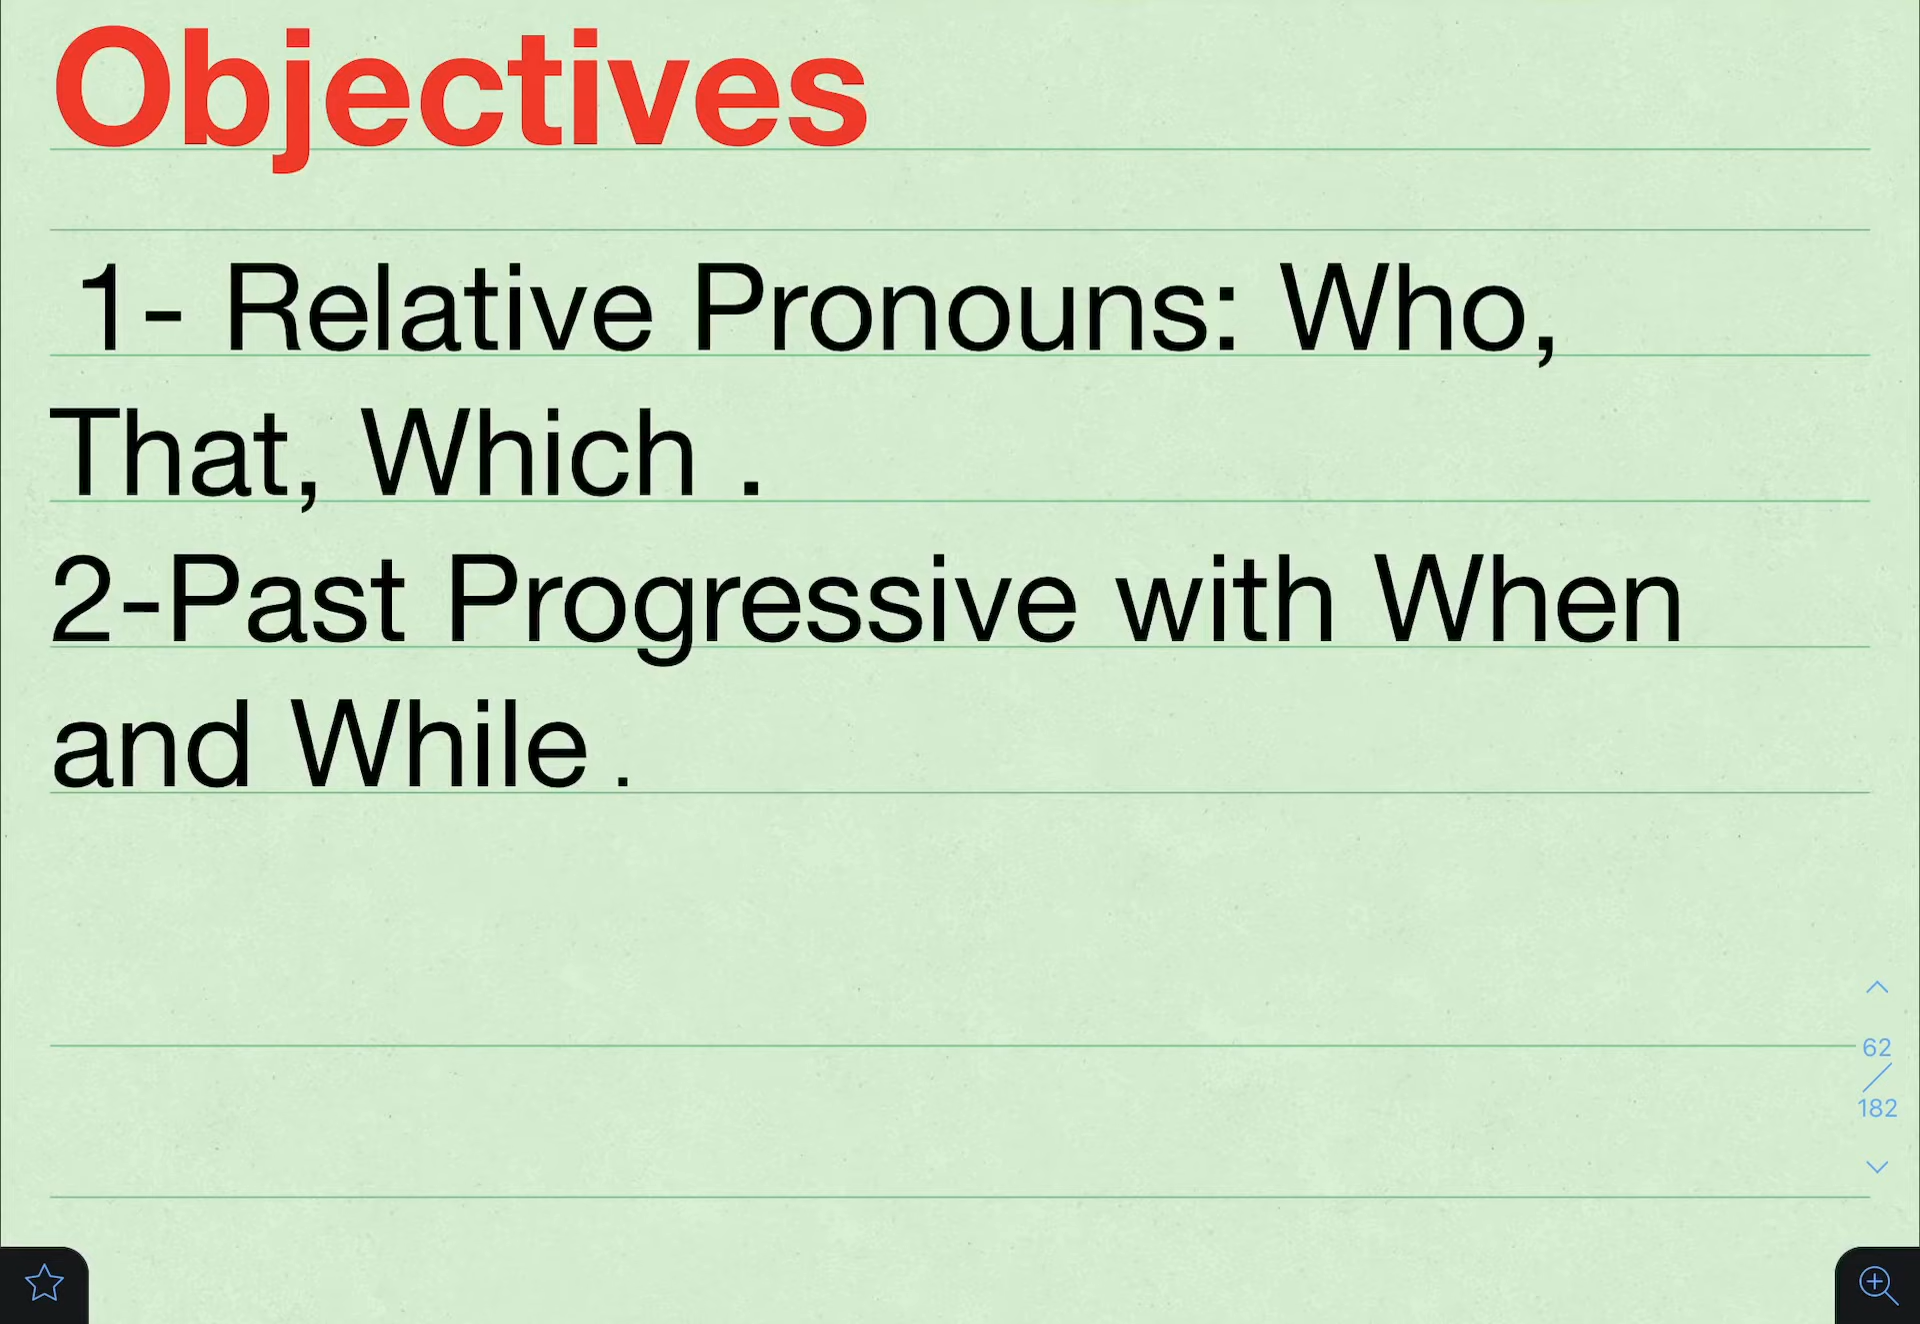 Objectives
1- Relative Pronouns: Who,
That, Which .
2-Past Progressive with When
and While .
62
/
182